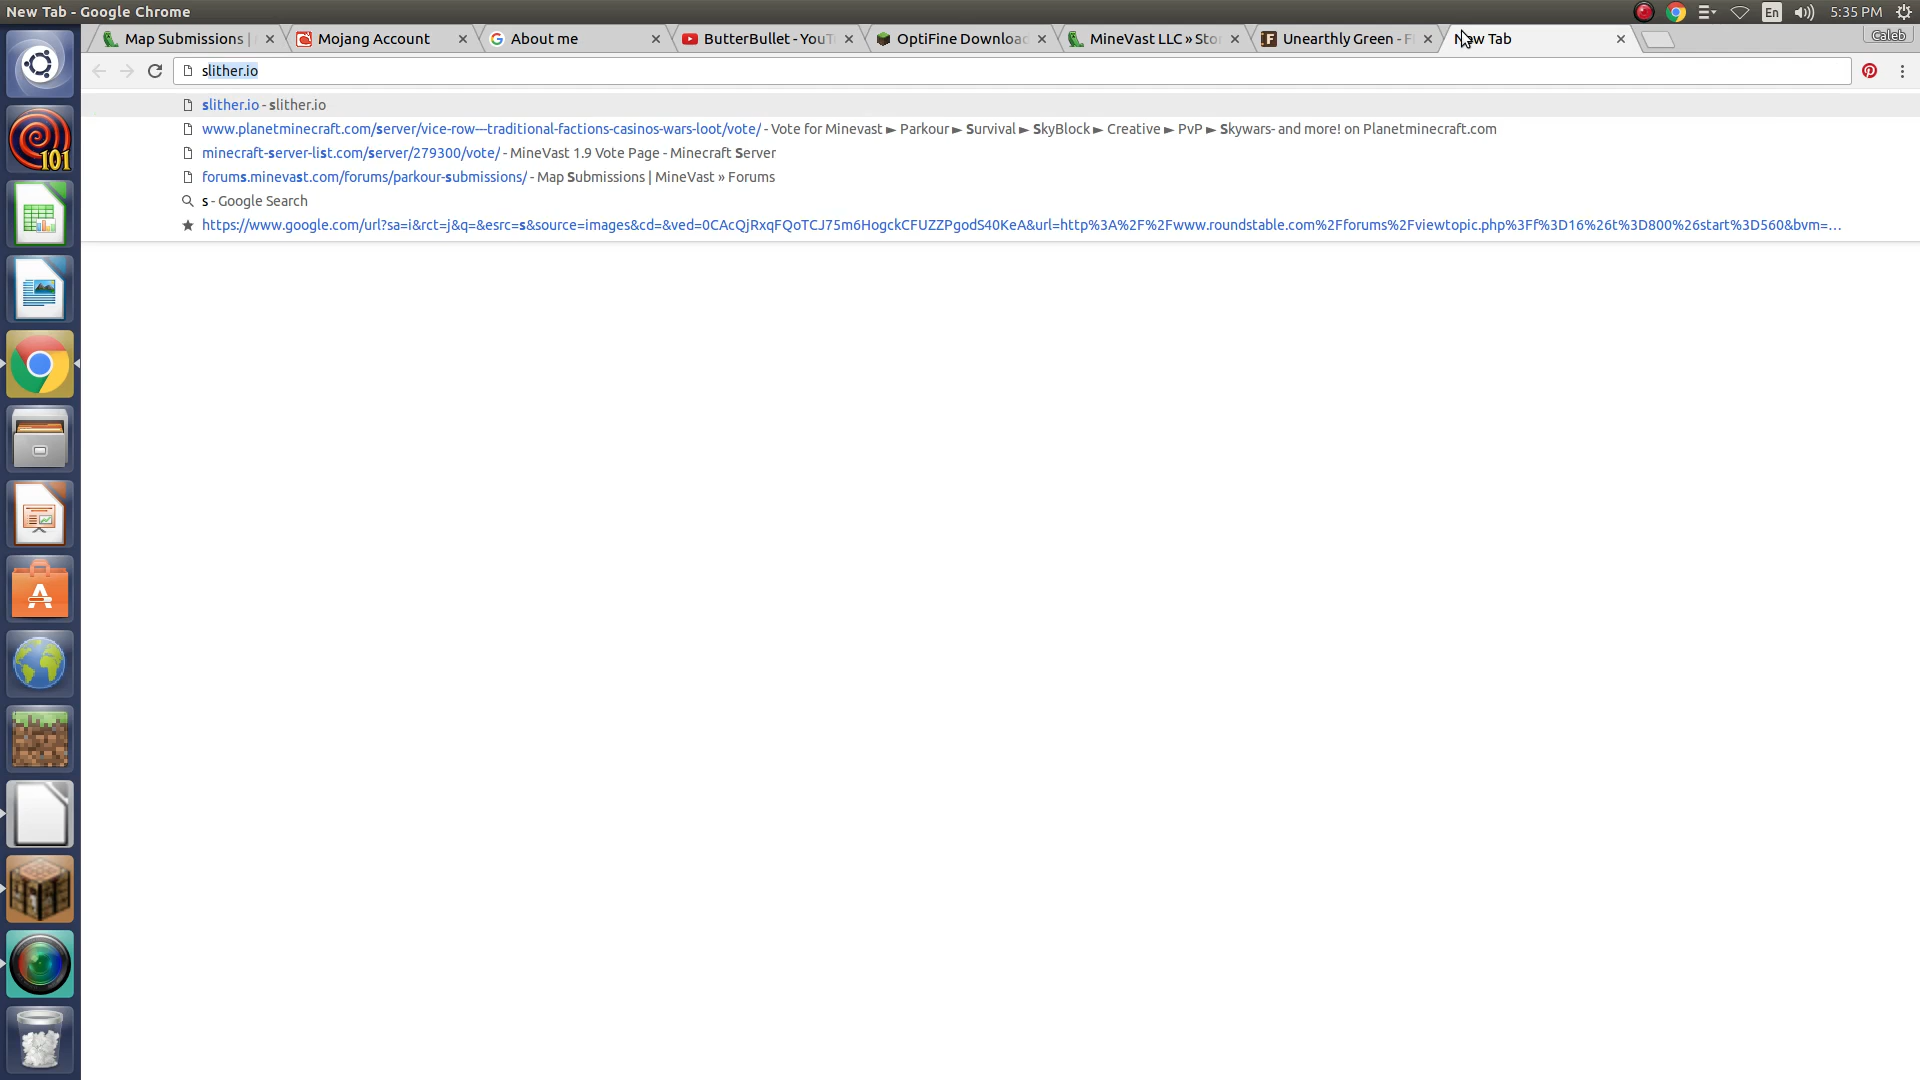 New Tab - Google Chrome
En
5:35 PM
Map Submissions |
Mojang Account
About me
ButterBullet - YouT
OptiFine Download
MineVast LLC » Sto
Unearthly Green - F
New Tab
Caleb
slither.io
slither.io - slither.io
www.planetminecraft.com/server/vice-row---traditional-factions-casinos-wars-loot/vote/ - Vote for Minevast ► Parkour ► Survival ► SkyBlock ► Creative ► PvP ► Skywars- and more! on Planetminecraft.com
minecraft-server-list.com/server/279300/vote/ - MineVast 1.9 Vote Page - Minecraft Server
forums.minevast.com/forums/parkour-submissions/ - Map Submissions | MineVast » Forums
s - Google Search
https://www.google.com/url?sa=i&rct=j&q=&esrc=s&source=images&cd=&ved=0CAcQjRxqFQoTCJ75m6HogckCFUZZPgodS40KeA&url=http%3A%2F%2Fwww.roundstable.com%2Fforums%2Fviewtopic.php%3Ff%3D16%26t%3D800%26start%3D560&bvm=...
101